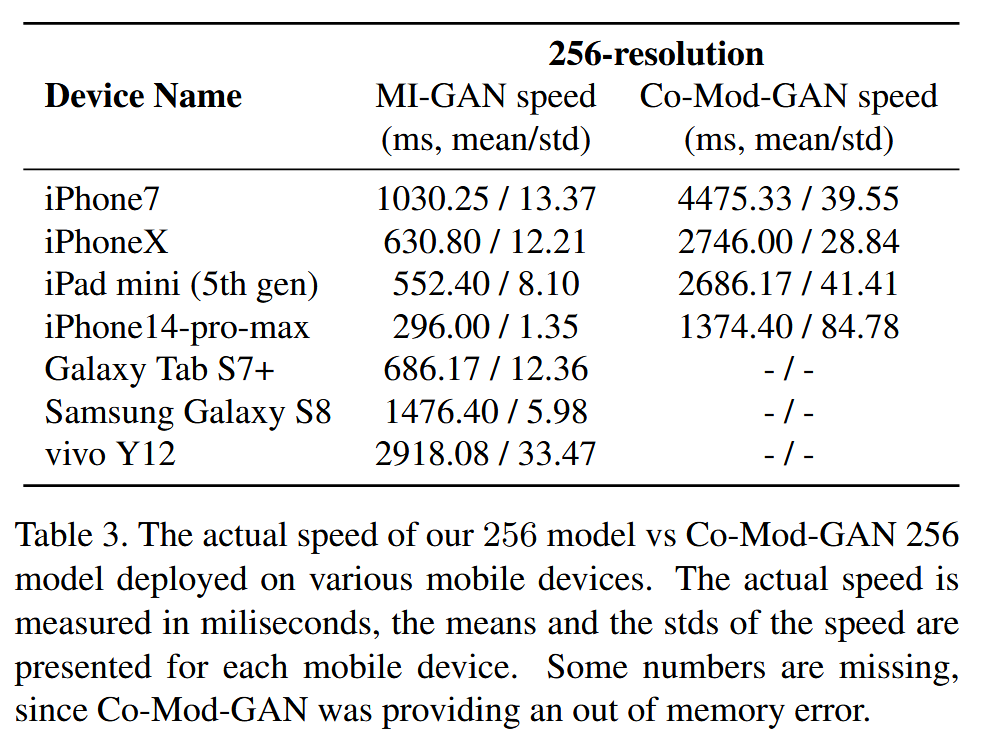 256-resolution
Device Name MI-GAN speed Co-Mod-GAN speed
(ms, mean/std) (ms, mean/std)
iPhone7 1030.25 / 13.37 4475.33 / 39.55
iPhoneX 630.80 / 12.21 2746.00 / 28.84
iPad mini (5th gen) 552.40 / 8.10 2686.17 / 41.41
iPhone14-pro-max 296.00 / 1.35 1374.40 / 84.78
Galaxy Tab S7+ 686.17 / 12.36 - / -
Samsung Galaxy S8 1476.40 / 5.98 - / -
vivo Y12 2918.08 / 33.47 - / -
Table 3. The actual speed of our 256 model vs Co-Mod-GAN 256
model deployed on various mobile devices. The actual speed is
measured in miliseconds, the means and the stds of the speed are
presented for each mobile device. Some numbers are missing,
since Co-Mod-GAN was providing an out of memory error.